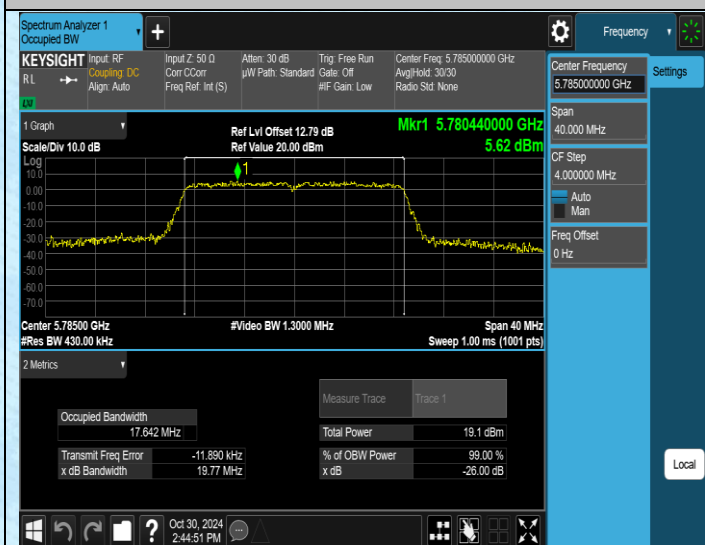 Spectrum Analyzer 1
Occupied BW
+
Frequency
KEYSIGHT
RL
LXI
Input: RF
Coupling: DC
Align: Auto
Input Z: 50 Ω
Corr CCorr
Freq Ref: Int (S)
Atten: 30 dB
µW Path: Standard
Trig: Free Run
Gate: Off
#IF Gain: Low
Center Freq: 5.785000000 GHz
Avg|Hold: 30/30
Radio Std: None
Center Frequency
5.785000000 GHz
Settings
Span
40.000 MHz
CF Step
4.000000 MHz
Auto
Man
Freq Offset
0 Hz
Local
1 Graph
Scale/Div 10.0 dB
Ref Lvl Offset 12.79 dB
Ref Value 20.00 dBm
Mkr1 5.780440000 GHz
5.62 dBm
Log
10.0
0.00
-10.0
-20.0
-30.0
-40.0
-50.0
-60.0
-70.0
1
Center 5.78500 GHz
#Res BW 430.00 kHz
#Video BW 1.3000 MHz
Span 40 MHz
Sweep 1.00 ms (1001 pts)
2 Metrics
Measure Trace Trace 1
Occupied Bandwidth
17.642 MHz
Total Power 19.1 dBm
Transmit Freq Error -11.890 kHz
% of OBW Power 99.00 %
x dB Bandwidth 19.77 MHz
x dB -26.00 dB
?
Oct 30, 2024
2:44:51 PM